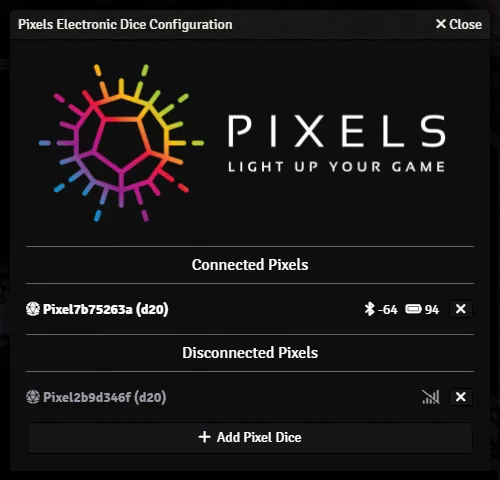 Pixels Electronic Dice Configuration
Close
PIXELS
LIGHT UP YOUR GAME
Connected Pixels
Pixel7b75263a (d20) -64 94
Disconnected Pixels
Pixel2b9d346f (d20)
+ Add Pixel Dice